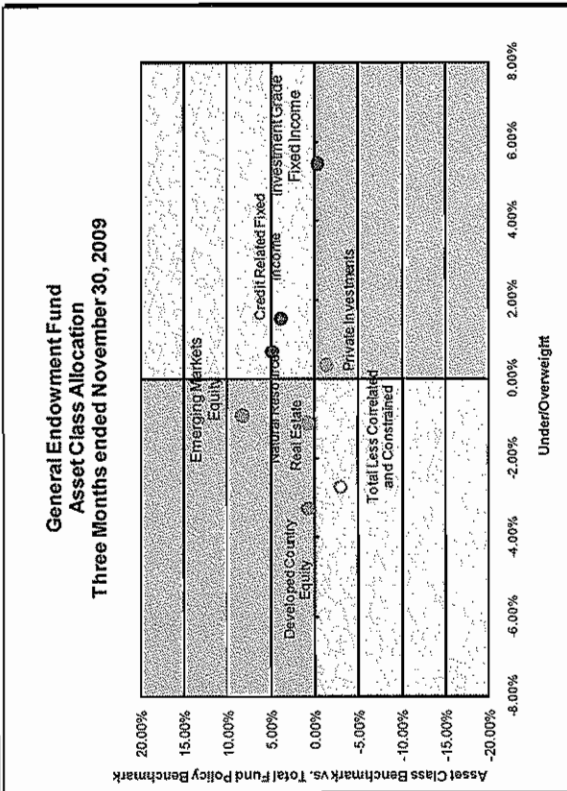 General Endowment Fund
Asset Class Allocation
Three Months ended November 30, 2009
Asset Class Benchmark vs. Total Fund Policy Benchmark
20.00%
15.00%
10.00%
5.00%
0.00%
-5.00%
-10.00%
-15.00%
-20.00%
Emerging Markets
Equity
Credit Related Fixed
Income
Natural Resources
Investment Grade
Fixed Income
Real Estate
Developed Country
Equity
Private Investments
Total Less Correlated
and Constrained
-8.00%
-6.00%
-4.00%
-2.00%
0.00%
2.00%
4.00%
6.00%
8.00%
Under/Overweight